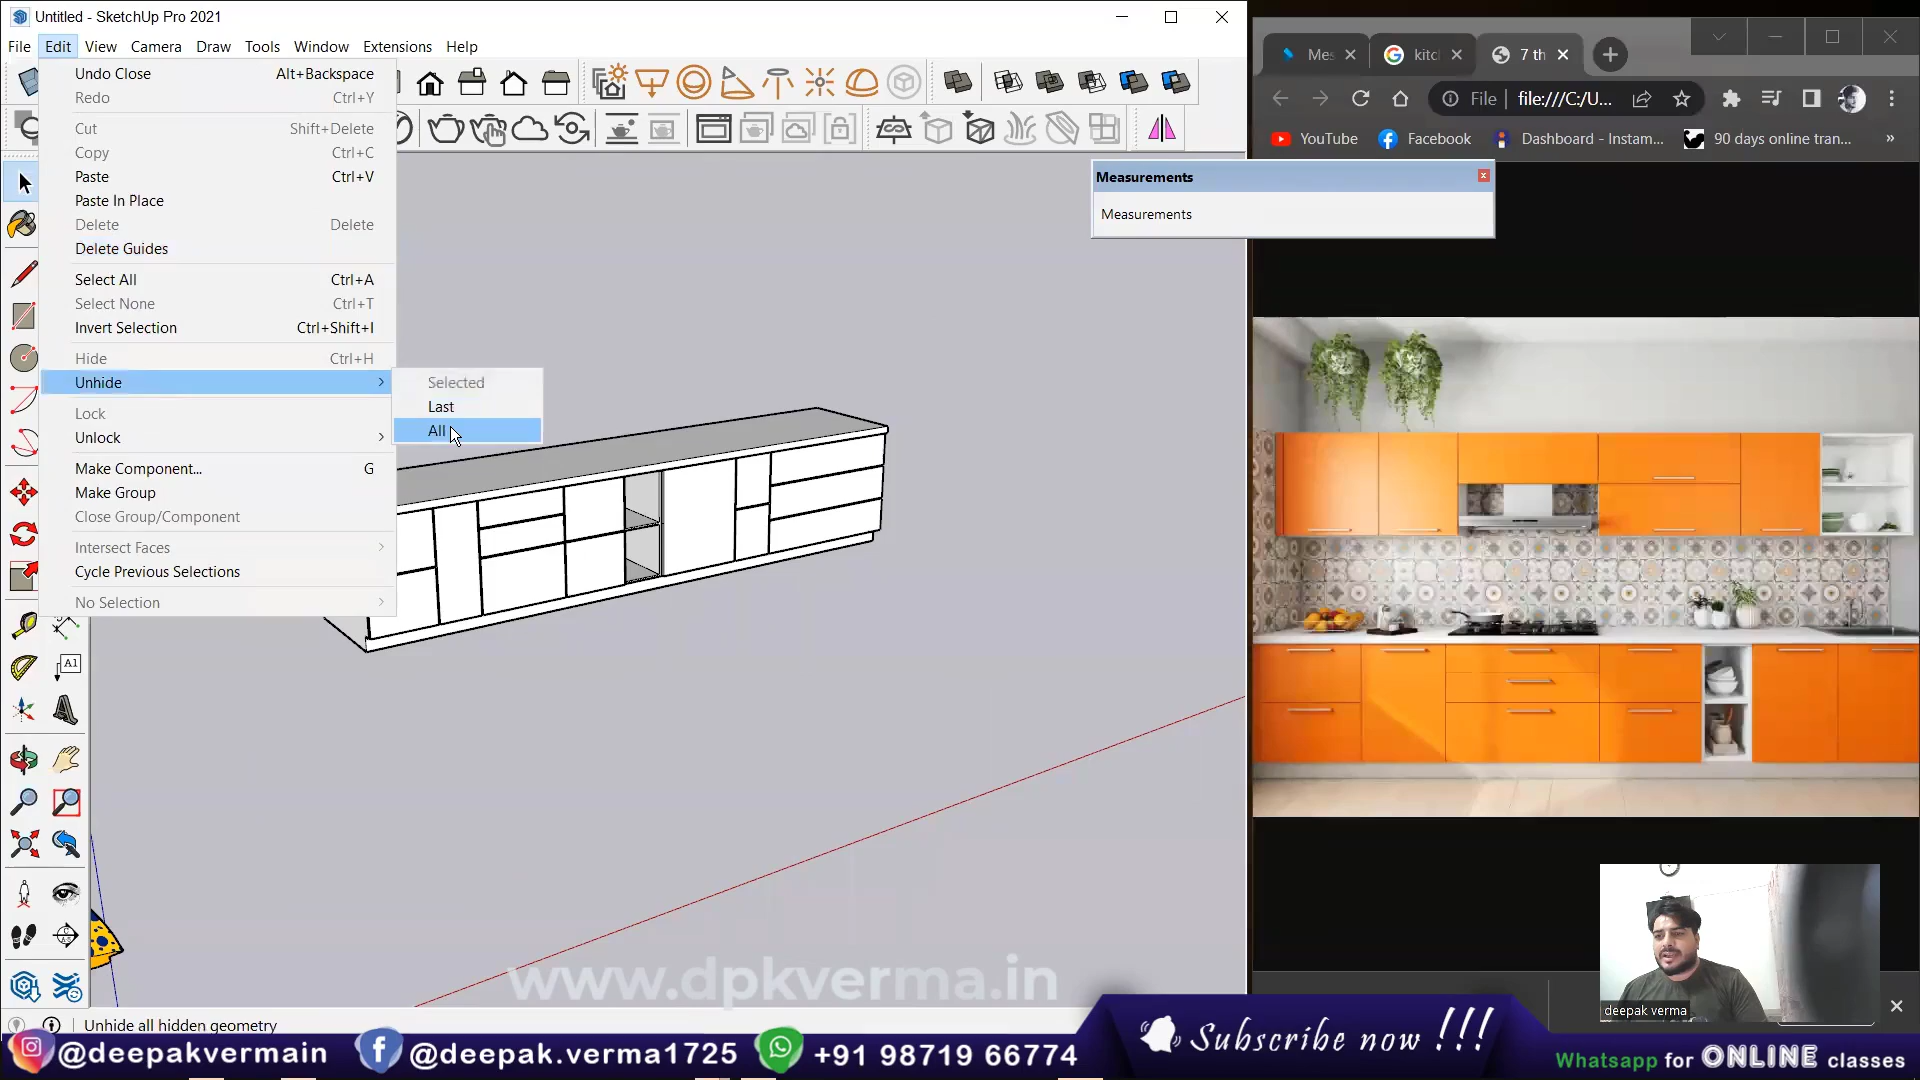 Untitled - SketchUp Pro 2021
File Edit View Camera Draw Tools Window Extensions Help
Undo Close Alt+Backspace
Redo Ctrl+Y
Cut Shift+Delete
Copy Ctrl+C
Paste Ctrl+V
Paste In Place
Delete Delete
Delete Guides
Select All Ctrl+A
Select None Ctrl+T
Invert Selection Ctrl+Shift+I
Hide Ctrl+H
Unhide
Selected
Last
All
Lock
Unlock
Make Component... G
Make Group
Close Group/Component
Intersect Faces
Cycle Previous Selections
No Selection
A1
Measurements
Measurements
Mes
kitcl
7 th
File file:///C:/U...
YouTube Facebook Dashboard - Instam... 90 days online tran... »
www.dpkverma.in
deepak verma
Unhide all hidden geometry
@deepakvermain @deepak.verma1725 +91 98719 66774
Subscribe now !!!
Whatsapp for ONLINE classes